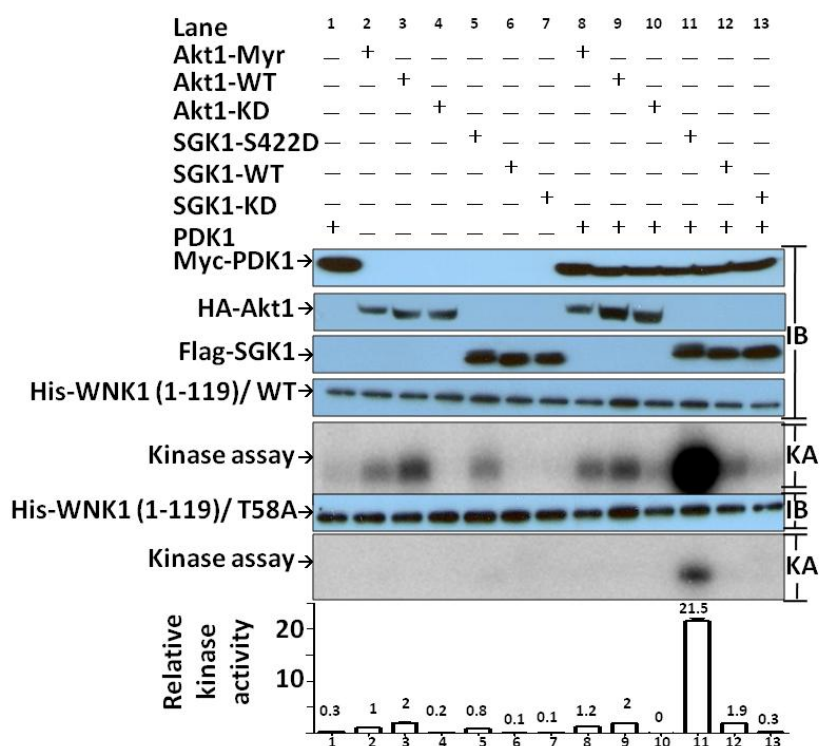 Lane 1 2 3 4 5 6 7 8 9 10 11 12 13
Akt1-Myr _ + _ _ _ _ _ + _ _ _ _ _
Akt1-WT _ _ + _ _ _ _ _ + _ _ _ _
Akt1-KD _ _ _ + _ _ _ _ _ + _ _ _
SGK1-S422D _ _ _ _ + _ _ _ _ _ + _ _
SGK1-WT _ _ _ _ _ + _ _ _ _ _ + _
SGK1-KD _ _ _ _ _ _ + _ _ _ _ _ +
PDK1 + _ _ _ _ _ _ + + + + + +
Myc-PDK1→
HA-Akt1→
Flag-SGK1→
His-WNK1 (1-119)/ WT→
IB
Kinase assay→
KA
His-WNK1 (1-119)/ T58A→
IB
Kinase assay→
KA
Relative kinase activity
20
10
0.3 1 2 0.2 0.8 0.1 0.1 1.2 2 0 21.5 1.9 0.3
1 2 3 4 5 6 7 8 9 10 11 12 13